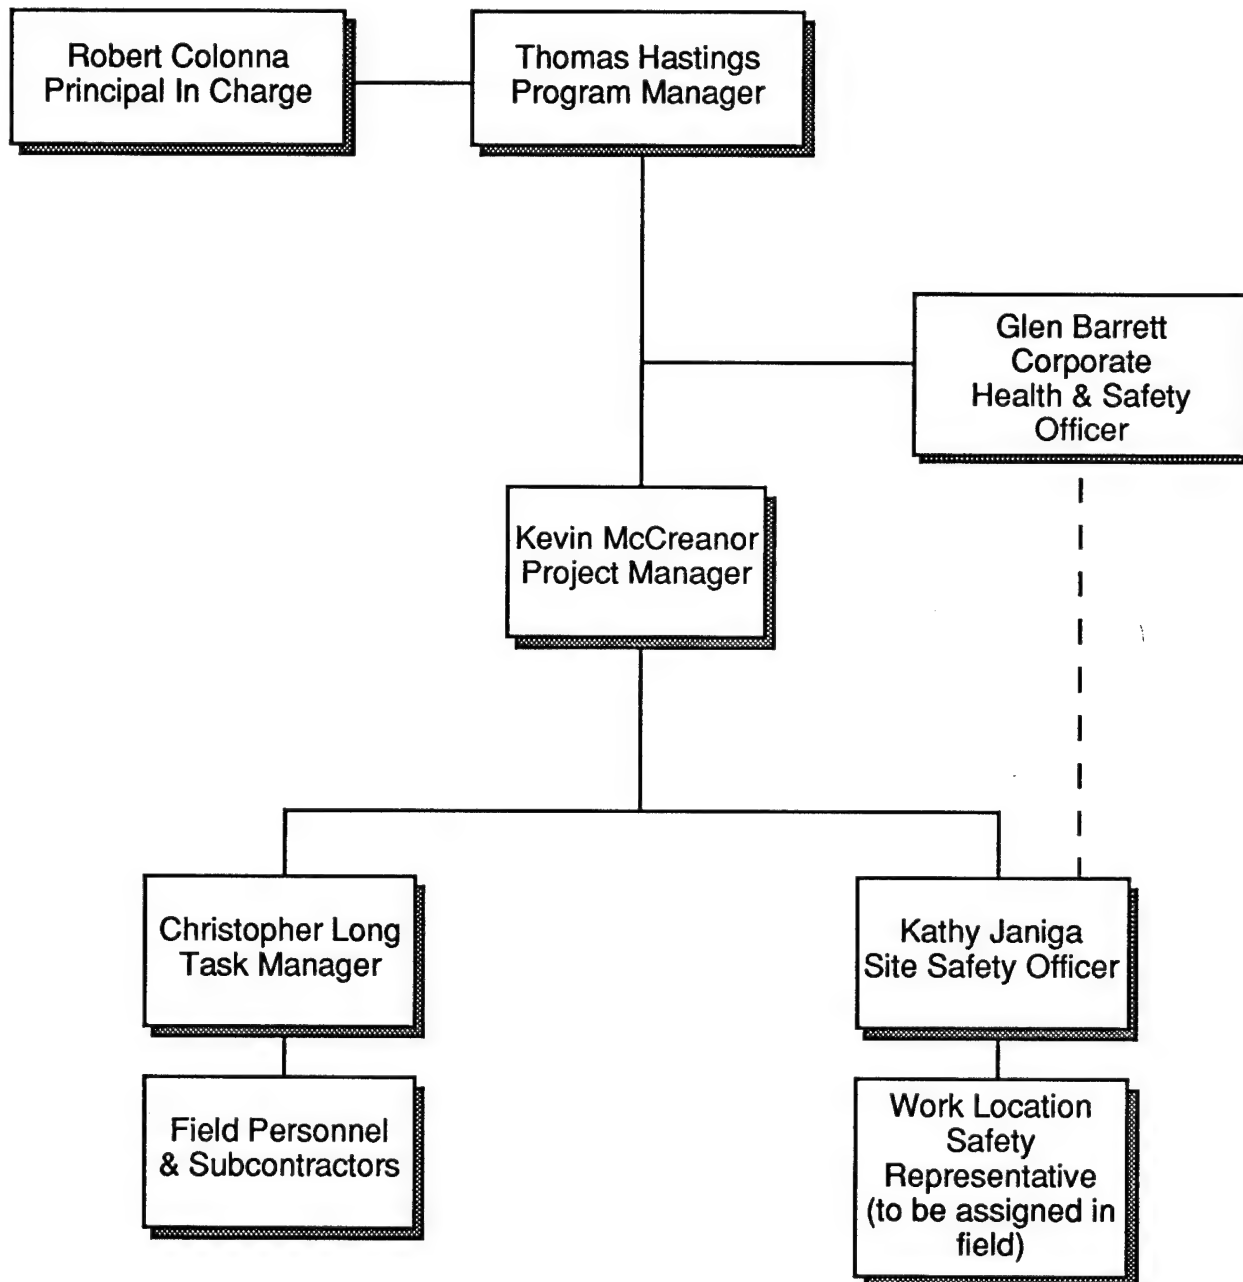 Robert Colonna
Principal In Charge
Thomas Hastings
Program Manager
Glen Barrett
Corporate
Health & Safety
Officer
Kevin McCreanor
Project Manager
Christopher Long
Task Manager
Kathy Janiga
Site Safety Officer
Field Personnel
& Subcontractors
Work Location
Safety
Representative
(to be assigned in
field)